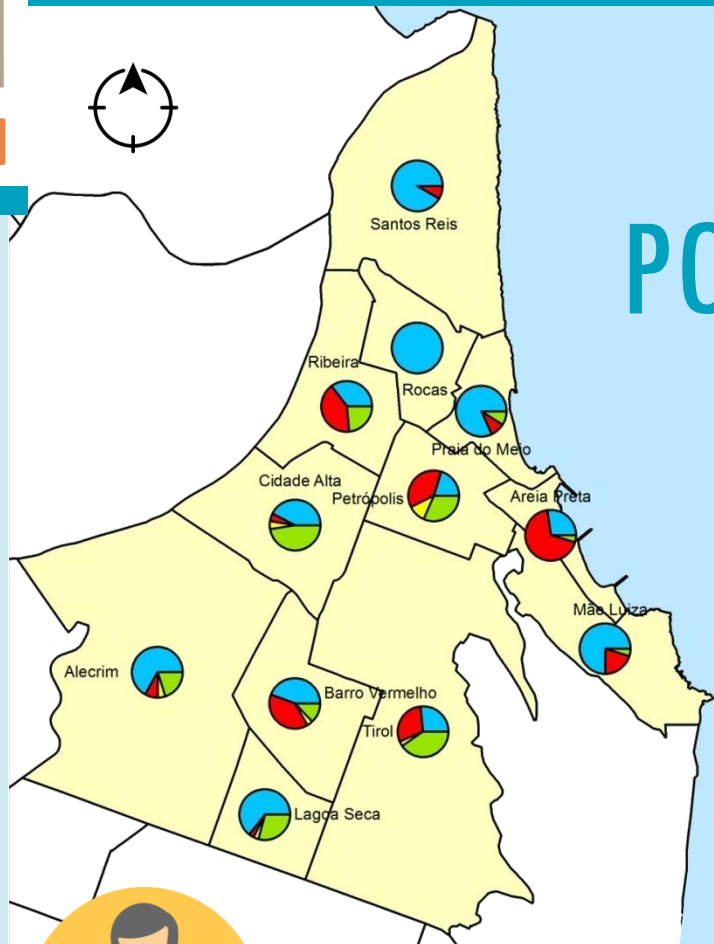 Santos Reis
PO
Ribeira
Rocas
Praia do Meio
Cidade Alta
Petrópolis
Areia Preta
Mãe Luiza
Alecrim
Barro Vermelho
Tirol
Lagoa Seca